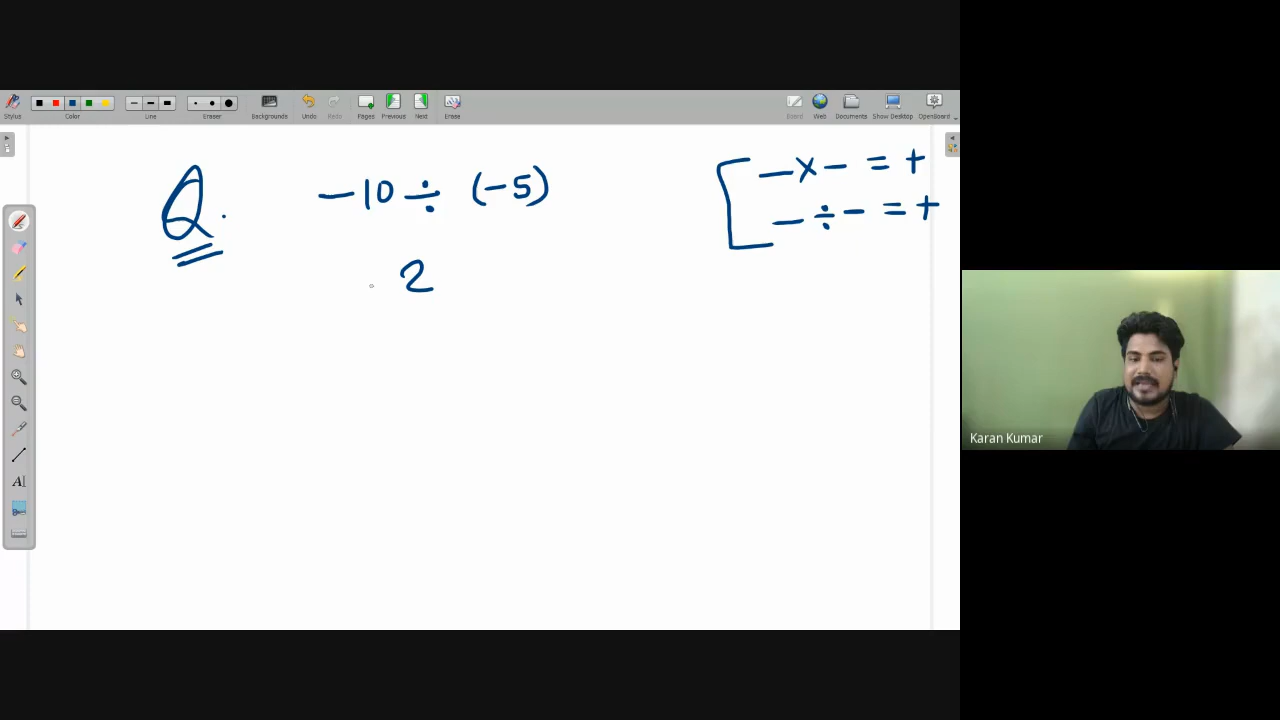 Stylus
Color
Line
Eraser
Backgrounds
Undo
Redo
Pages
Previous
Next
Erase
Board
Web
Documents
Show Desktop
OpenBoard
Q. −10 ÷ (−5)
2
− × − = +
− ÷ − = +
AI
Karan Kumar